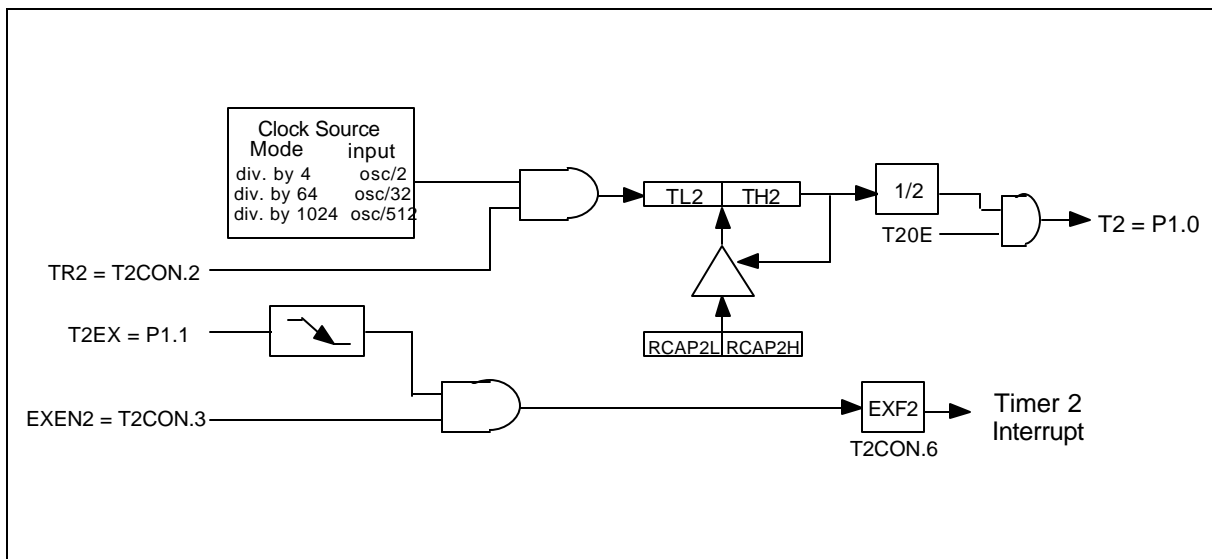 Clock Source
Mode input
div. by 4 osc/2
div. by 64 osc/32
div. by 1024 osc/512
TL2 TH2
1/2
T20E
T2 = P1.0
TR2 = T2CON.2
T2EX = P1.1
RCAP2L RCAP2H
EXEN2 = T2CON.3
EXF2
T2CON.6
Timer 2
Interrupt